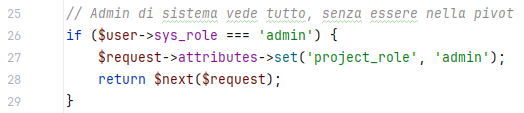 25 // Admin di sistema vede tutto, senza essere nella pivot
26 if ($user->sys_role === 'admin') {
27 $request->attributes->set('project_role', 'admin');
28 return $next($request);
29 }